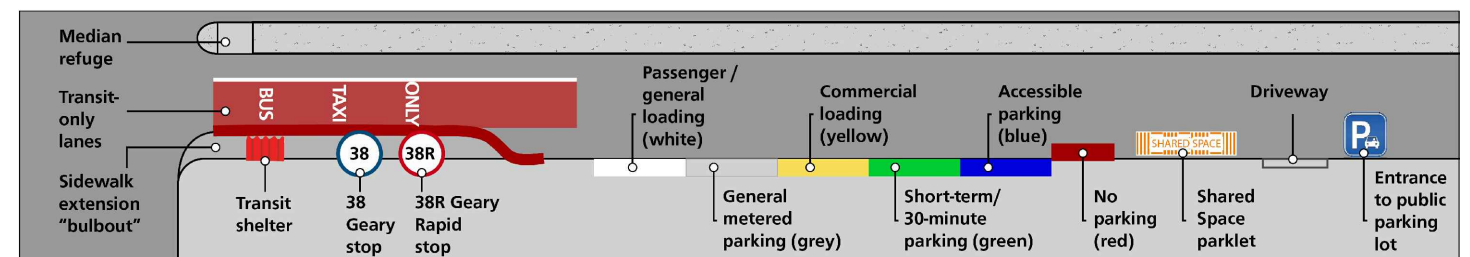 Median
refuge
Transit-
only
lanes
Sidewalk
extension
“bulbout”
BUS
TAXI
ONLY
38
38R
Transit
shelter
38
Geary
stop
38R Geary
Rapid
stop
Passenger /
general
loading
(white)
General
metered
parking (grey)
Commercial
loading
(yellow)
Short-term/
30-minute
parking (green)
Accessible
parking
(blue)
No
parking
(red)
SHARED SPACE
Shared
Space
parklet
Driveway
P
Entrance
to public
parking
lot